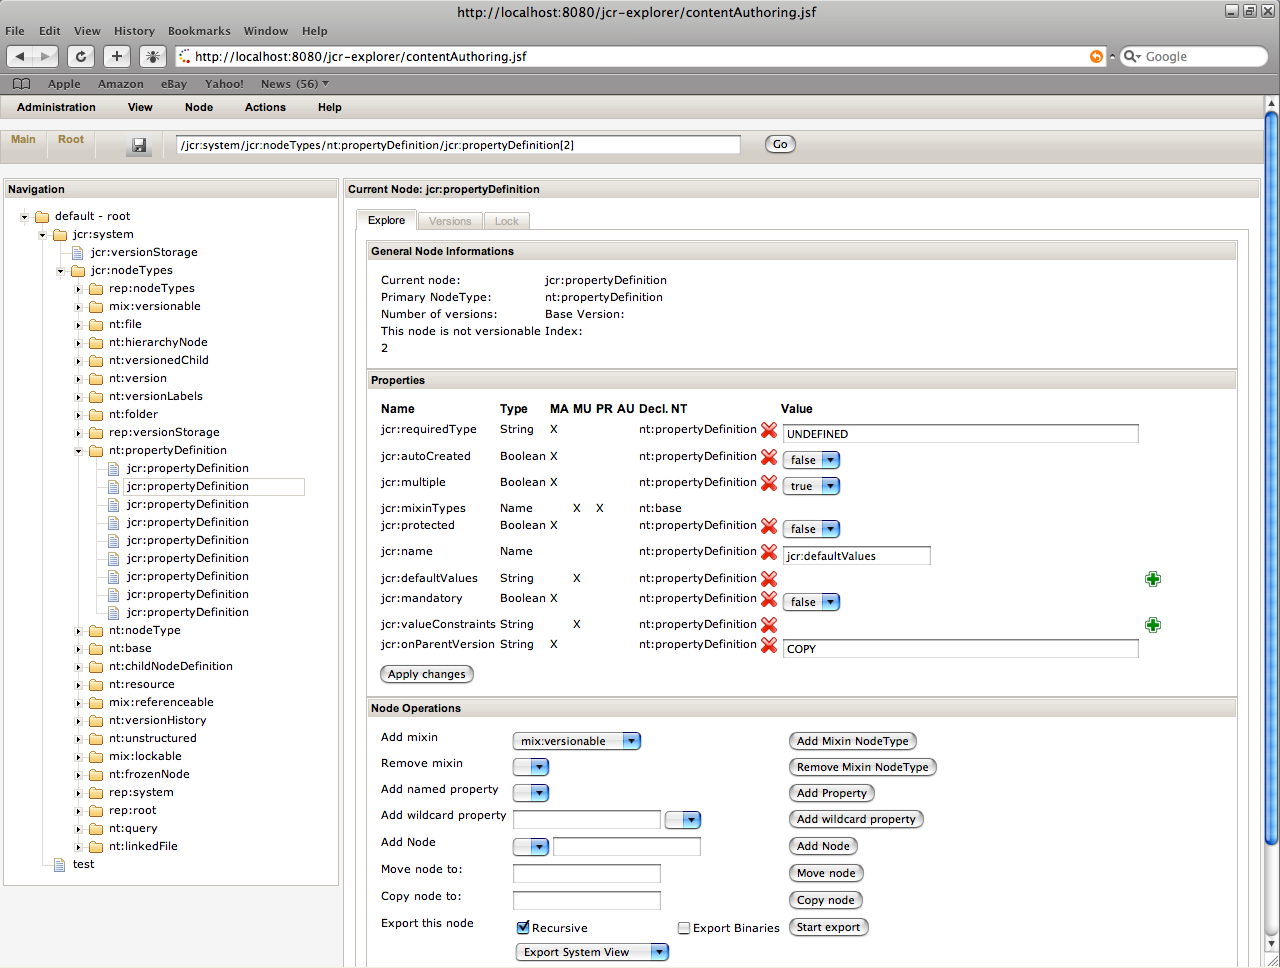 http://localhost:8080/jcr-explorer/contentAuthoring.jsf
File Edit View History Bookmarks Window Help
http://localhost:8080/jcr-explorer/contentAuthoring.jsf
Google
Apple Amazon eBay Yahoo! News (56)
Administration View Node Actions Help
Main Root
/jcr:system/jcr:nodeTypes/nt:propertyDefinition/jcr:propertyDefinition[2]
Go
Navigation
default - root
jcr:system
jcr:versionStorage
jcr:nodeTypes
rep:nodeTypes
mix:versionable
nt:file
nt:hierarchyNode
nt:versionedChild
nt:version
nt:versionLabels
nt:folder
rep:versionStorage
nt:propertyDefinition
jcr:propertyDefinition
jcr:propertyDefinition
jcr:propertyDefinition
jcr:propertyDefinition
jcr:propertyDefinition
jcr:propertyDefinition
jcr:propertyDefinition
jcr:propertyDefinition
jcr:propertyDefinition
nt:nodeType
nt:base
nt:childNodeDefinition
nt:resource
mix:referenceable
nt:versionHistory
nt:unstructured
mix:lockable
nt:frozenNode
rep:system
rep:root
nt:query
nt:linkedFile
test
Current Node: jcr:propertyDefinition
Explore Versions Lock
General Node Informations
Current node: jcr:propertyDefinition
Primary NodeType: nt:propertyDefinition
Number of versions: Base Version:
This node is not versionable Index:
2
Properties
Name Type MA MU PR AU Decl. NT Value
jcr:requiredType String X nt:propertyDefinition UNDEFINED
jcr:autoCreated Boolean X nt:propertyDefinition false
jcr:multiple Boolean X nt:propertyDefinition true
jcr:mixinTypes Name X X nt:base
jcr:protected Boolean X nt:propertyDefinition false
jcr:name Name nt:propertyDefinition jcr:defaultValues
jcr:defaultValues String X nt:propertyDefinition
jcr:mandatory Boolean X nt:propertyDefinition false
jcr:valueConstraints String X nt:propertyDefinition
jcr:onParentVersion String X nt:propertyDefinition COPY
Apply changes
Node Operations
Add mixin mix:versionable Add Mixin NodeType
Remove mixin Remove Mixin NodeType
Add named property Add Property
Add wildcard property Add wildcard property
Add Node Add Node
Move node to: Move node
Copy node to: Copy node
Export this node Recursive Export Binaries Start export
Export System View